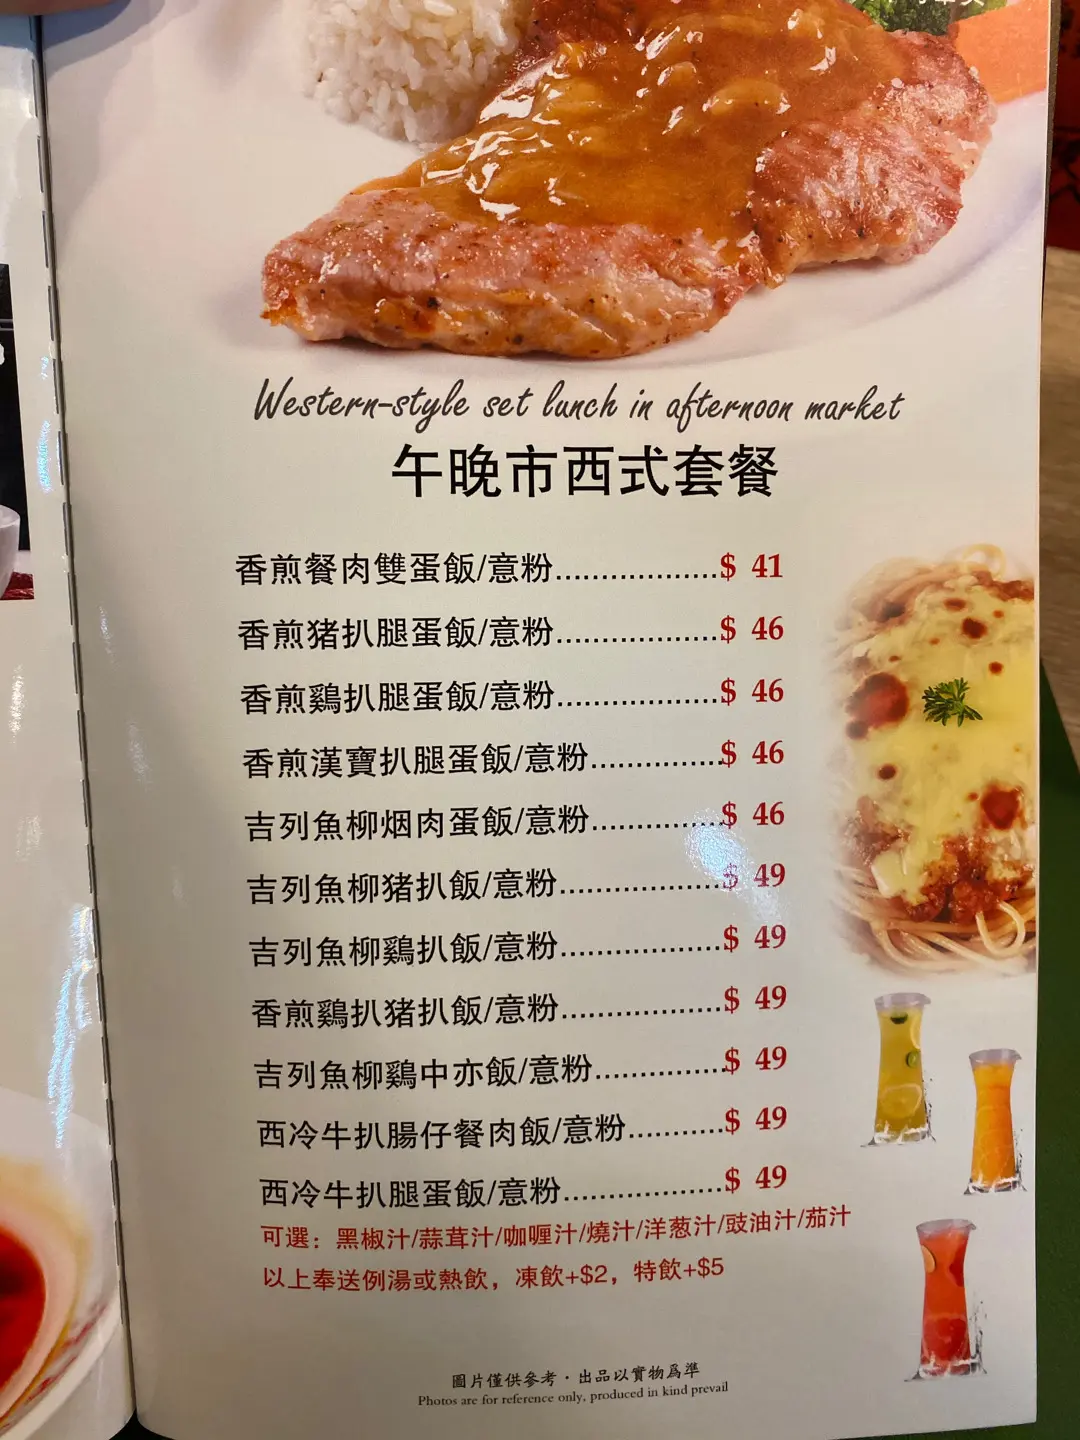 Western-style set lunch in afternoon market
午晚市西式套餐
香煎餐肉雙蛋飯/意粉..................$ 41
香煎猪扒腿蛋飯/意粉..................$ 46
香煎鷄扒腿蛋飯/意粉..................$ 46
香煎漢寶扒腿蛋飯/意粉...............$ 46
吉列魚柳烟肉蛋飯/意粉...............$ 46
吉列魚柳猪扒飯/意粉..................$ 49
吉列魚柳鷄扒飯/意粉..................$ 49
香煎鷄扒猪扒飯/意粉..................$ 49
吉列魚柳鷄中亦飯/意粉...............$ 49
西冷牛扒腸仔餐肉飯/意粉...........$ 49
西冷牛扒腿蛋飯/意粉..................$ 49
可選：黑椒汁/蒜茸汁/咖喱汁/燒汁/洋葱汁/豉油汁/茄汁
以上奉送例湯或熱飲，凍飲+$2，特飲+$5
圖片僅供參考·出品以實物爲準
Photos are for reference only, produced in kind prevail